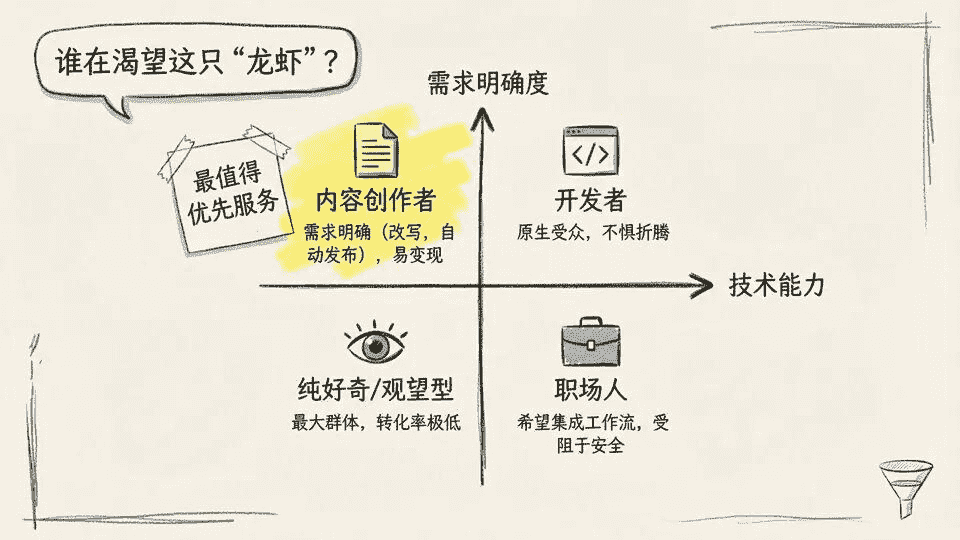 谁在渴望这只“龙虾”？
需求明确度
最值得
优先服务
内容创作者
需求明确（改写，自
动发布），易变现
</>
开发者
原生受众，不惧折腾
技术能力
纯好奇/观望型
最大群体，转化率极低
职场人
希望集成工作流，受
阻于安全